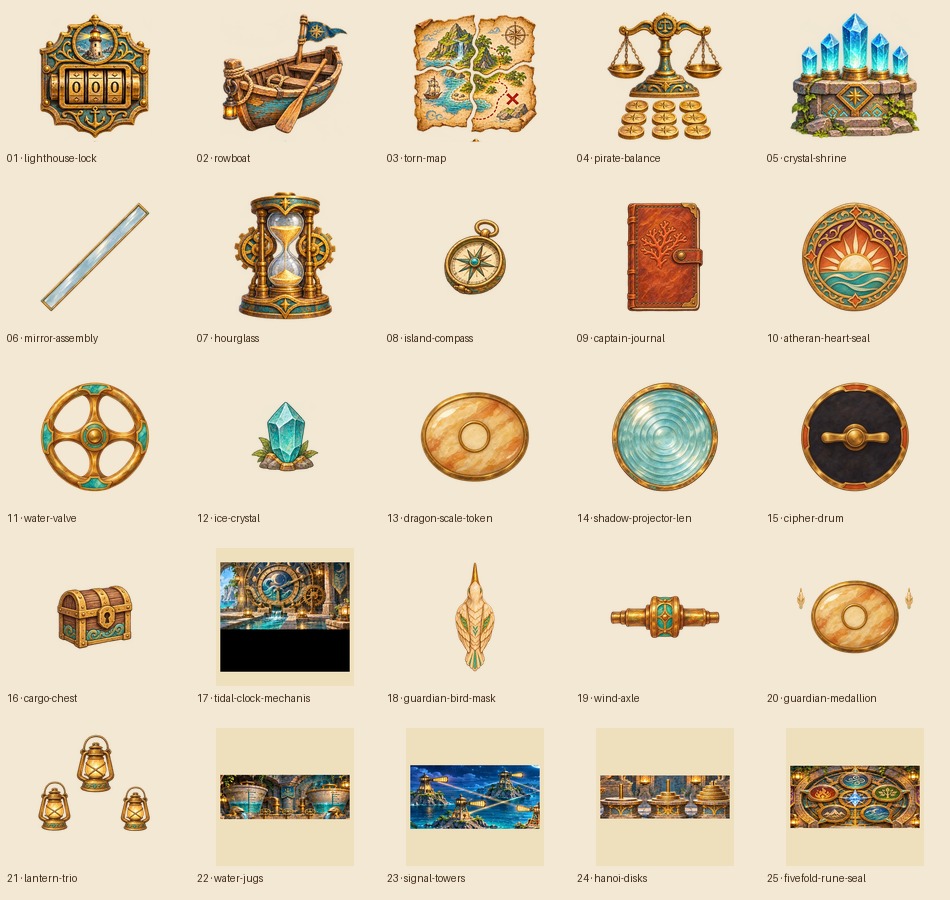 0 0 0
01·lighthouse-lock
02·rowboat
03·torn-map
04·pirate-balance
05·crystal-shrine
06·mirror-assembly
07·hourglass
08·island-compass
09·captain-journal
10·atheran-heart-seal
11·water-valve
12·ice-crystal
13·dragon-scale-token
14·shadow-projector-len
15·cipher-drum
16·cargo-chest
17·tidal-clock-mechanis
18·guardian-bird-mask
19·wind-axle
20·guardian-medallion
21·lantern-trio
22·water-jugs
23·signal-towers
24·hanoi-disks
25·fivefold-rune-seal